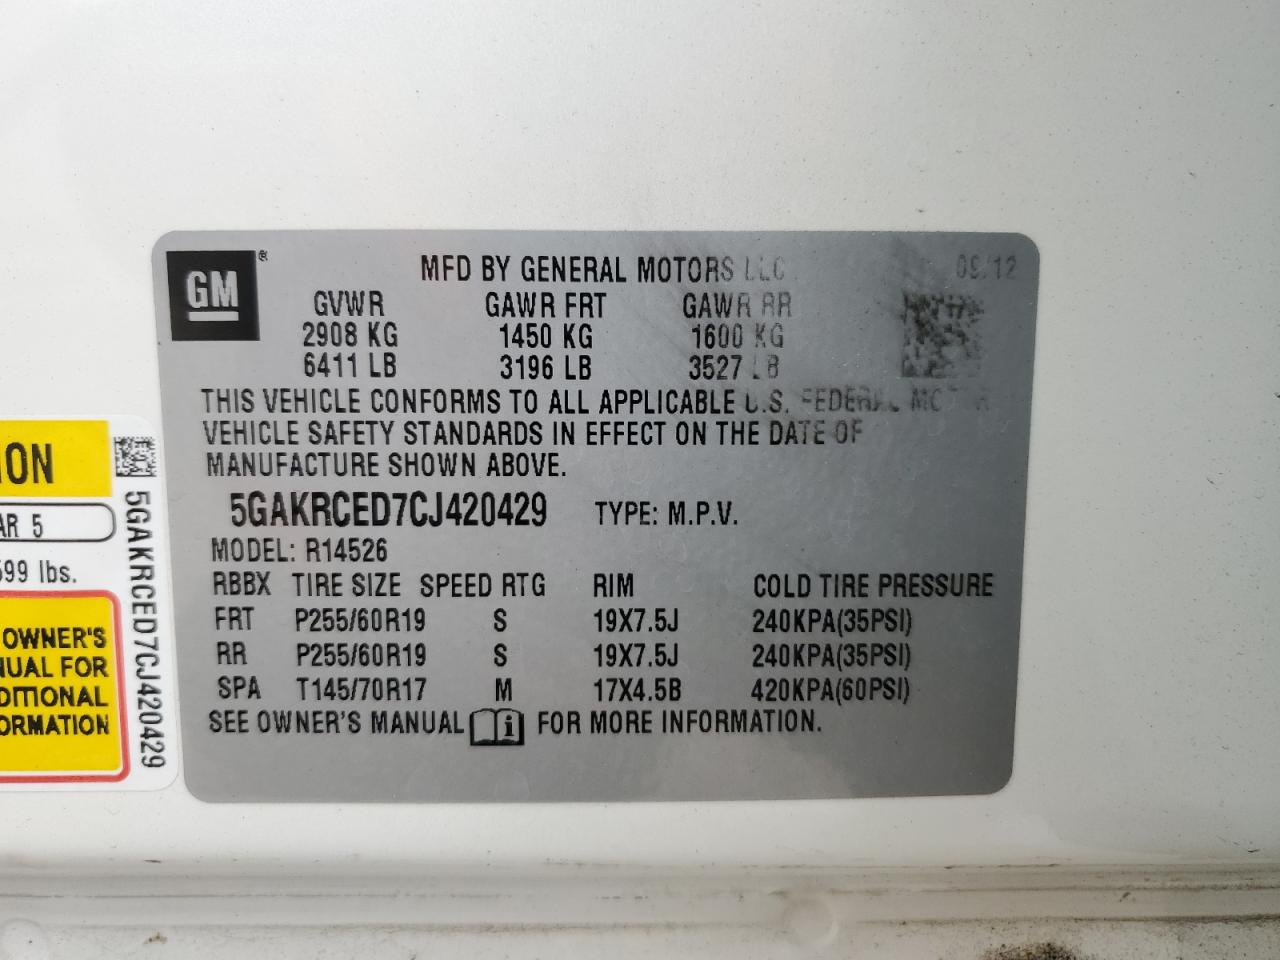 GM®
MFD BY GENERAL MOTORS LLC 09/12
GVWR GAWR FRT GAWR RR
2908 KG 1450 KG 1600 KG
6411 LB 3196 LB 3527 LB
THIS VEHICLE CONFORMS TO ALL APPLICABLE U.S. FEDERAL MOTOR
VEHICLE SAFETY STANDARDS IN EFFECT ON THE DATE OF
MANUFACTURE SHOWN ABOVE.
5GAKRCED7CJ420429 TYPE: M.P.V.
MODEL: R14526
RBBX TIRE SIZE SPEED RTG RIM COLD TIRE PRESSURE
FRT P255/60R19 S 19X7.5J 240KPA(35PSI)
RR P255/60R19 S 19X7.5J 240KPA(35PSI)
SPA T145/70R17 M 17X4.5B 420KPA(60PSI)
SEE OWNER'S MANUAL i FOR MORE INFORMATION.
ION
AR 5
599 lbs.
OWNER'S
NUAL FOR
DITIONAL
ORMATION
5GAKRCED7CJ420429